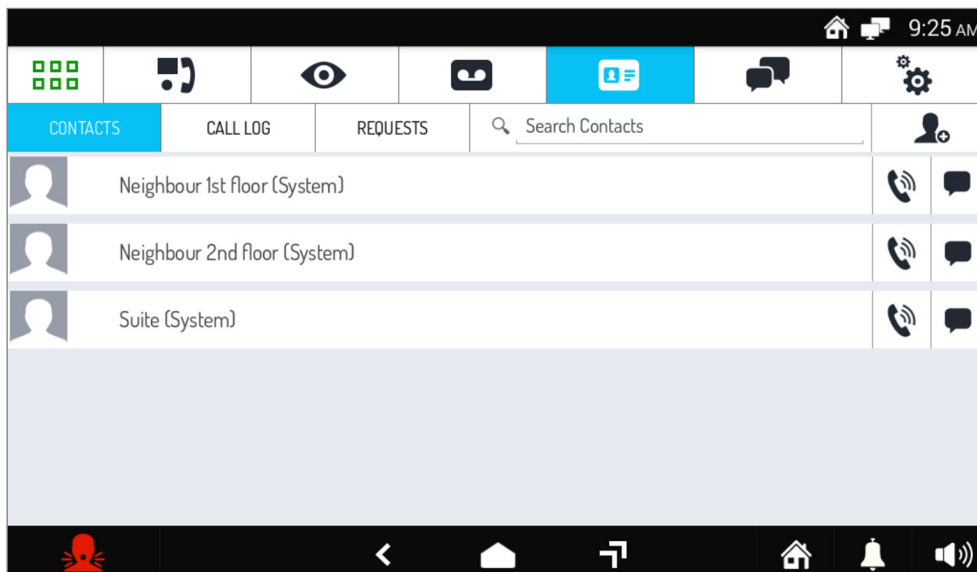 9:25 AM
CONTACTS CALL LOG REQUESTS Search Contacts
Neighbour 1st floor (System)
Neighbour 2nd floor (System)
Suite (System)